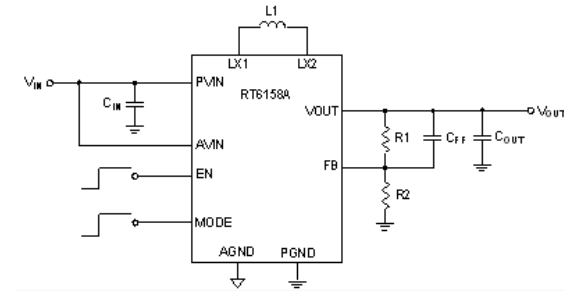 L1
LX1 LX2
VIN PVIN
CIN
RT6158A
VOUT VOUT
R1 CFF COUT
AVIN
FB
EN
R2
MODE
AGND PGND